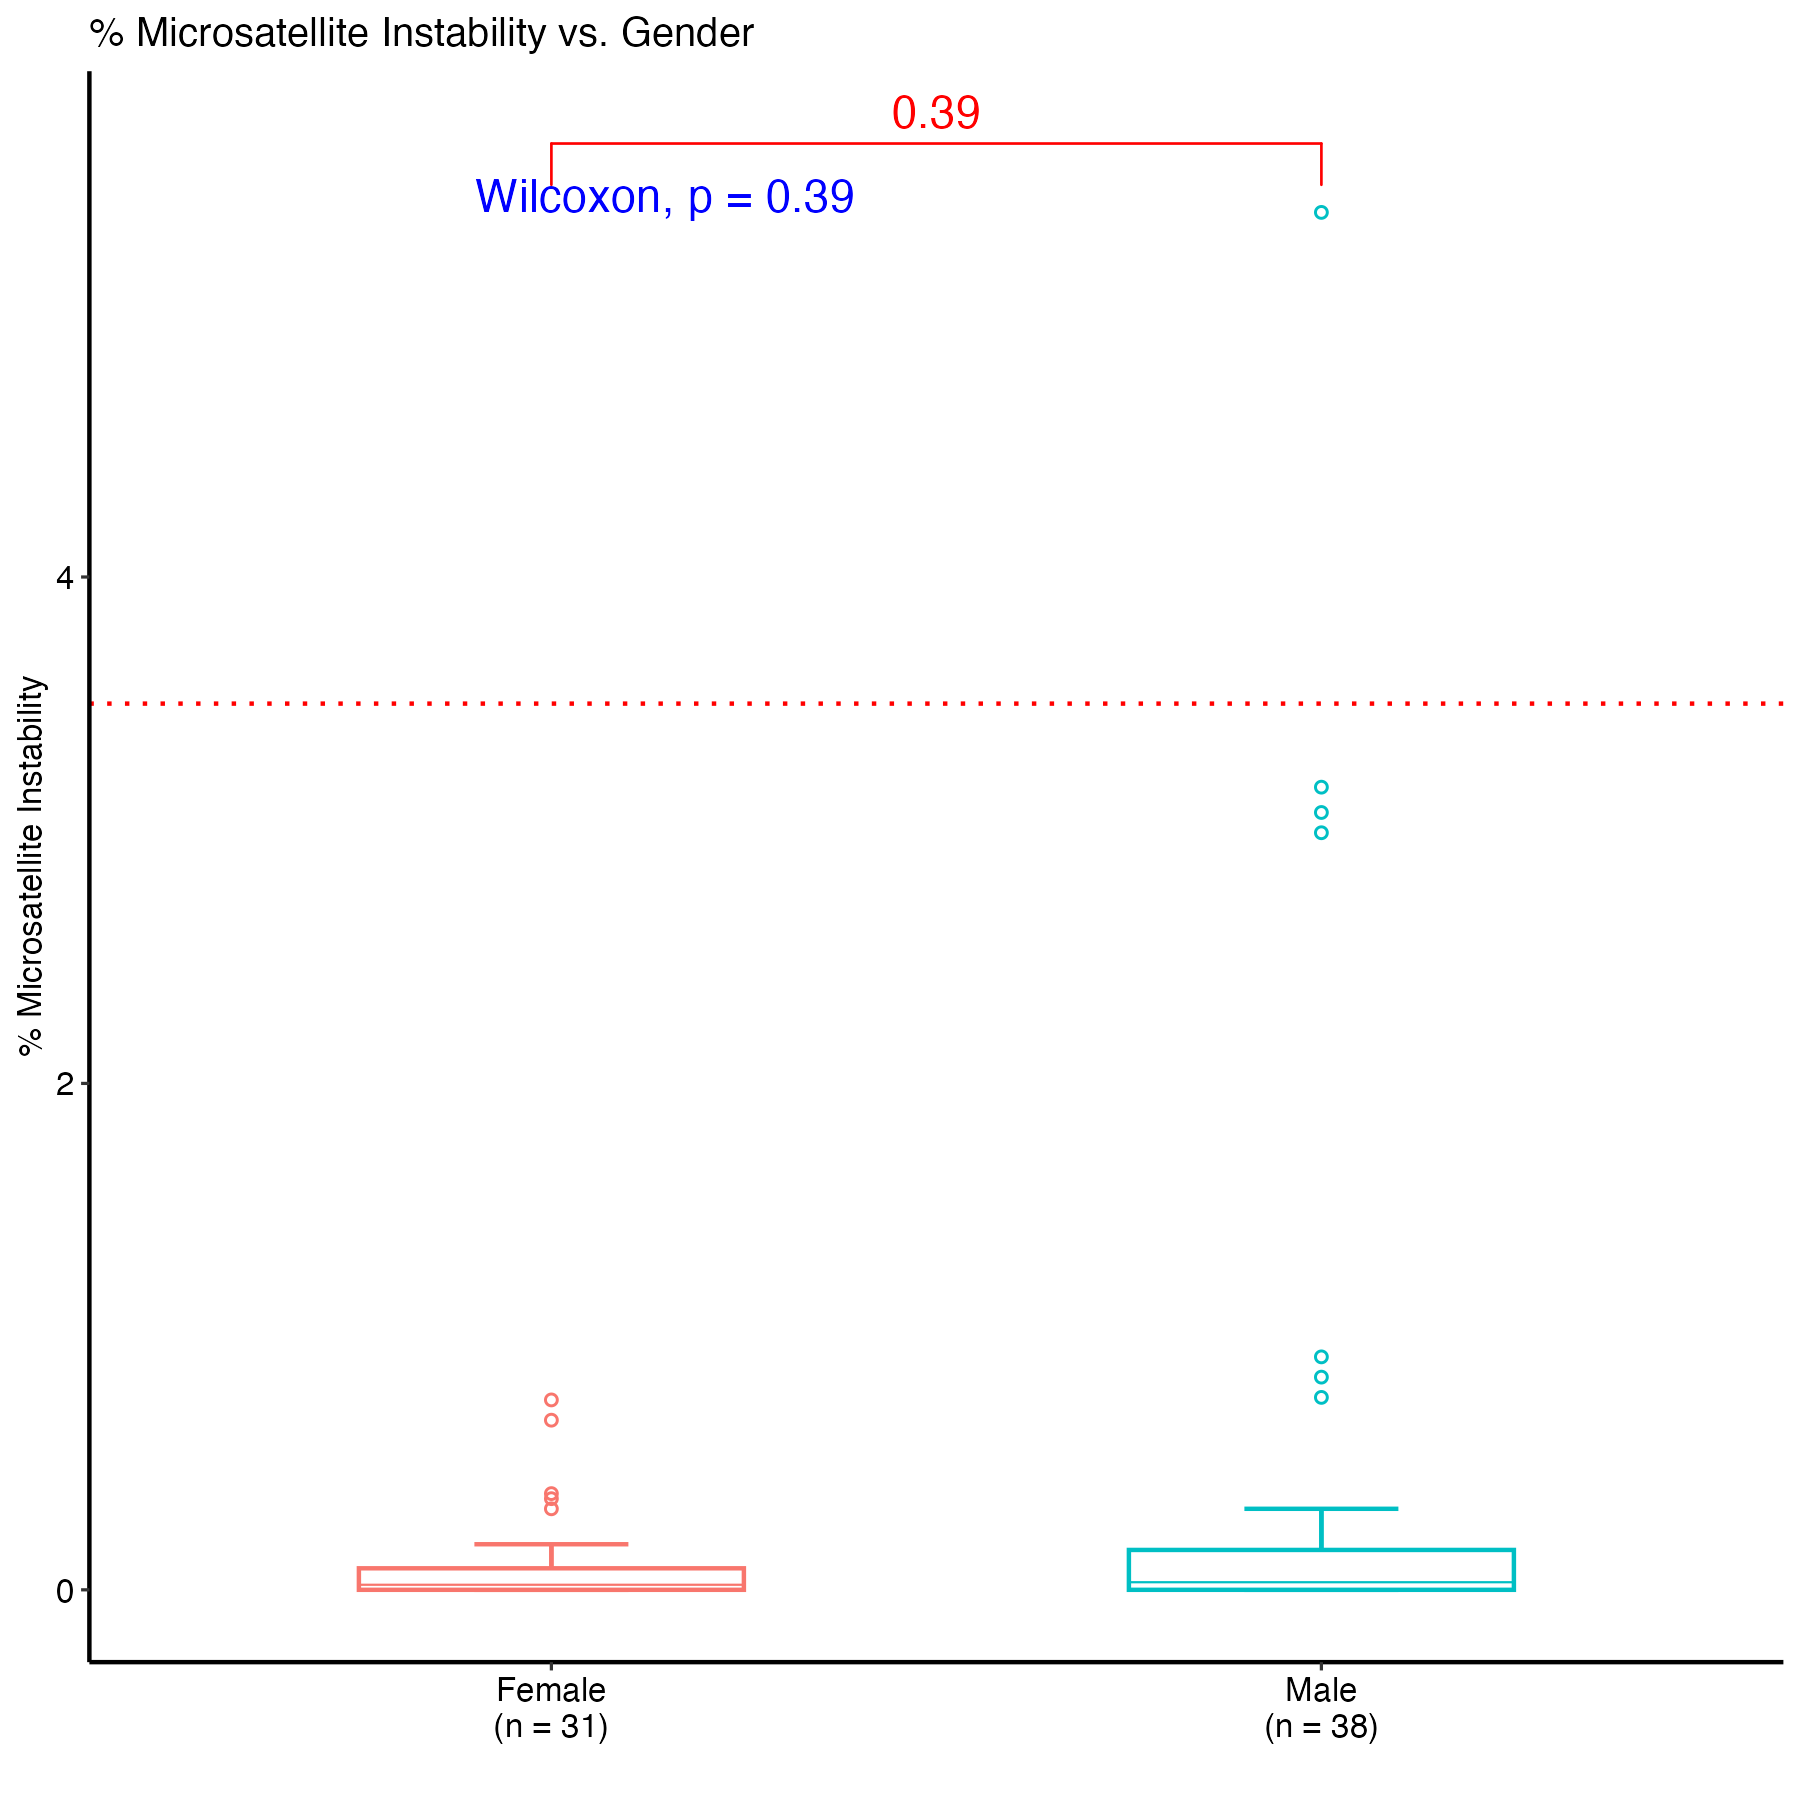 % Microsatellite Instability vs. Gender
0.39
Wilcoxon, p = 0.39
4
2
0
% Microsatellite Instability
Female
(n = 31)
Male
(n = 38)